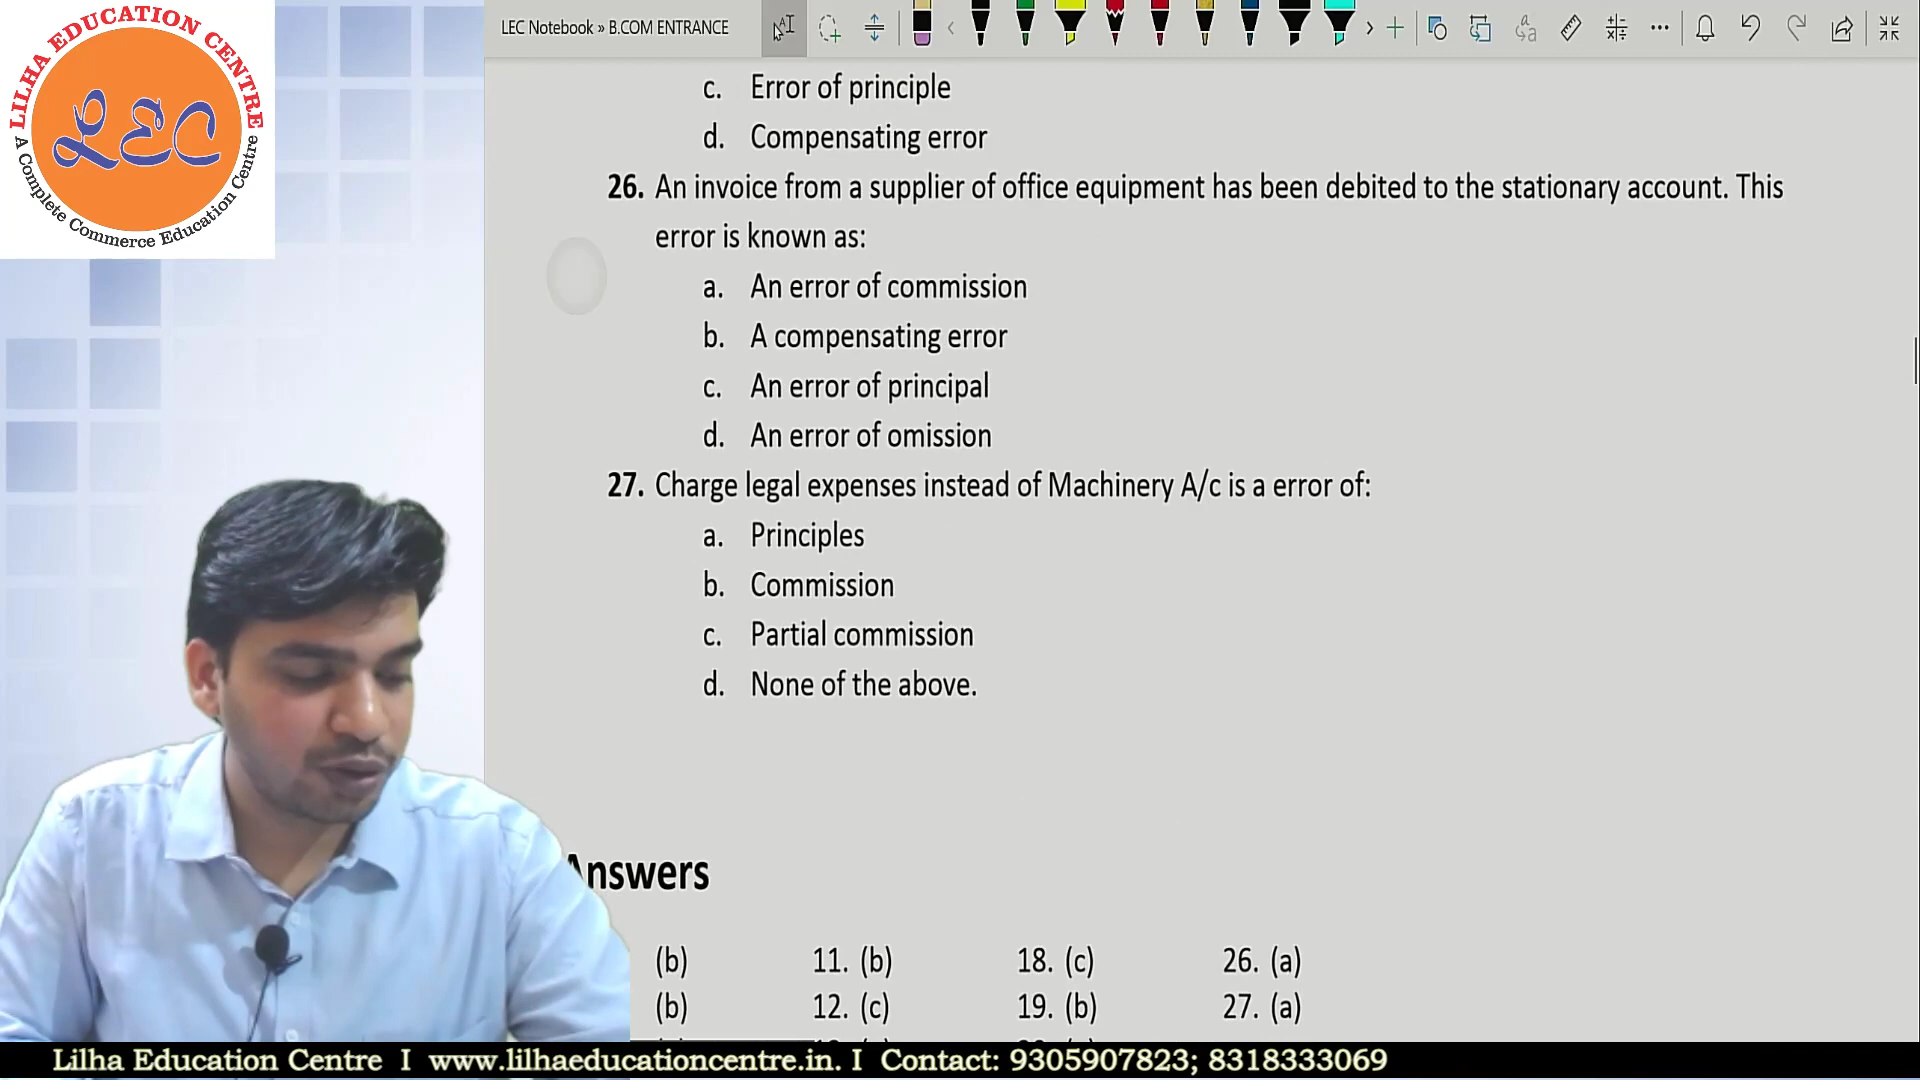 LILHA EDUCATION CENTRE
LEC
A Complete Commerce Education Centre
LEC Notebook » B.COM ENTRANCE
c. Error of principle
d. Compensating error
26. An invoice from a supplier of office equipment has been debited to the stationary account. This
error is known as:
a. An error of commission
b. A compensating error
c. An error of principal
d. An error of omission
27. Charge legal expenses instead of Machinery A/c is a error of:
a. Principles
b. Commission
c. Partial commission
d. None of the above.
Answers
(b) 11. (b) 18. (c) 26. (a)
(b) 12. (c) 19. (b) 27. (a)
Lilha Education Centre I www.lilhaeducationcentre.in. I Contact: 9305907823; 8318333069